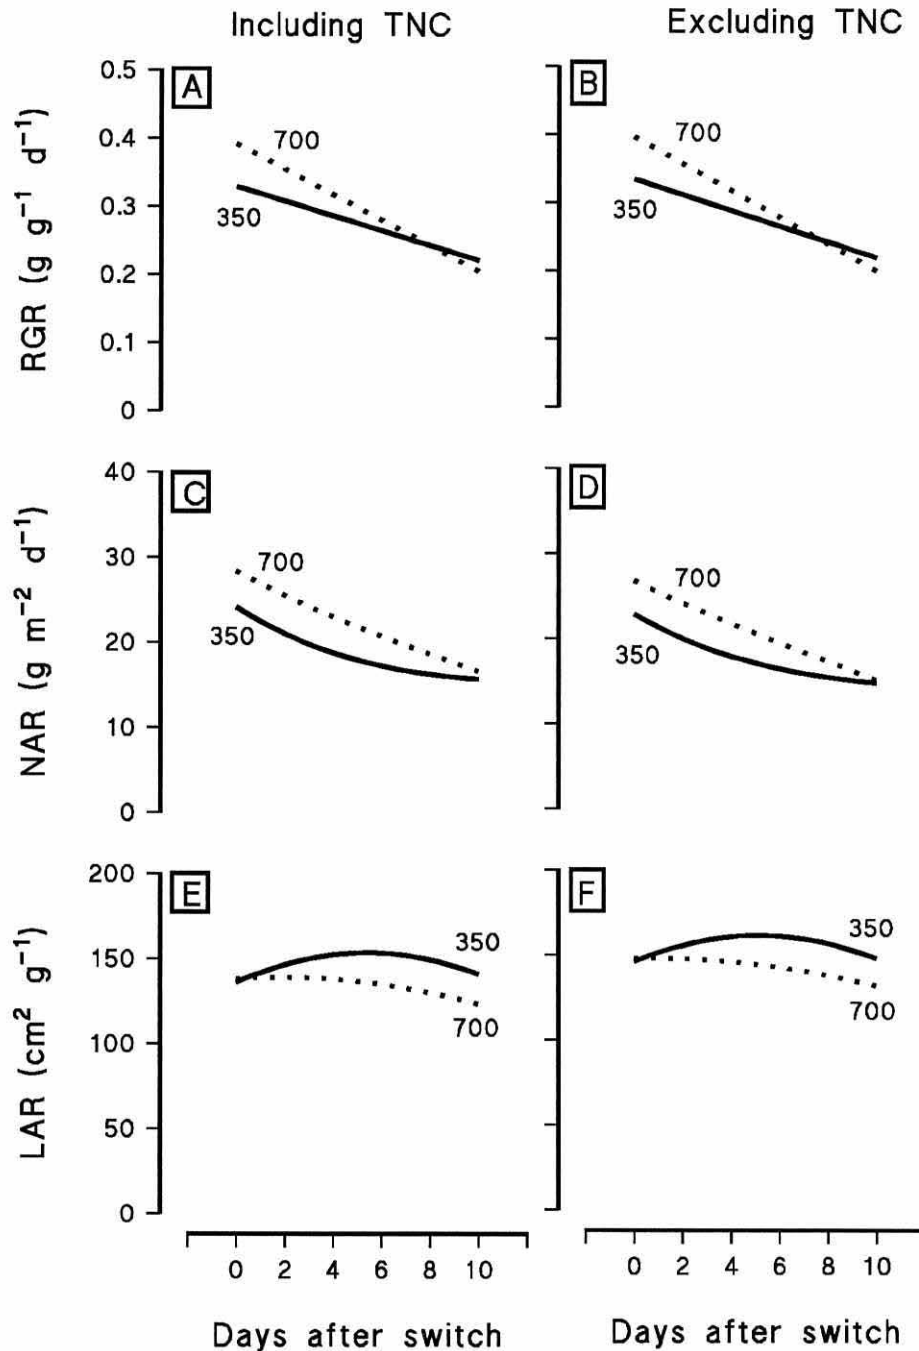 Including TNC
Excluding TNC
A
B
RGR (g g⁻¹ d⁻¹)
0.5
0.4
0.3
0.2
0.1
0
700
350
700
350
C
D
NAR (g m⁻² d⁻¹)
40
30
20
10
0
700
350
700
350
E
F
LAR (cm² g⁻¹)
200
150
100
50
0
350
700
350
700
0 2 4 6 8 10
0 2 4 6 8 10
Days after switch
Days after switch